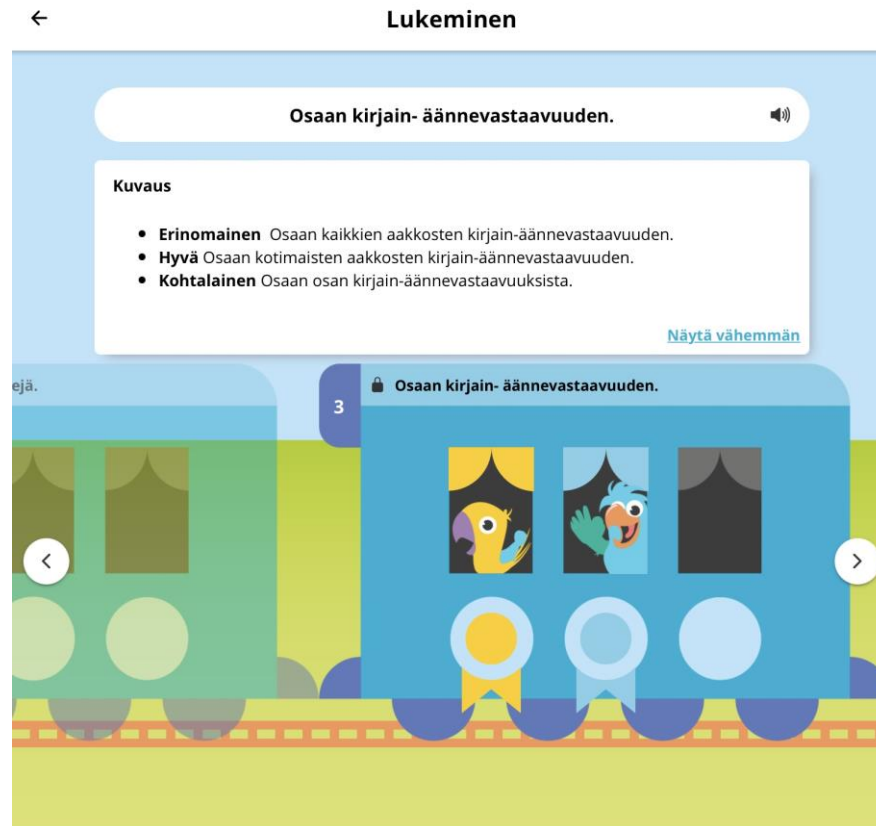 Lukeminen
Osaan kirjain- äännevastaavuuden.
Kuvaus
Erinomainen Osaan kaikkien aakkosten kirjain-äännevastaavuuden.
Hyvä Osaan kotimaisten aakkosten kirjain-äännevastaavuuden.
Kohtalainen Osaan osan kirjain-äännevastaavuuksista.
Näytä vähemmän
ejä.
3
Osaan kirjain- äännevastaavuuden.